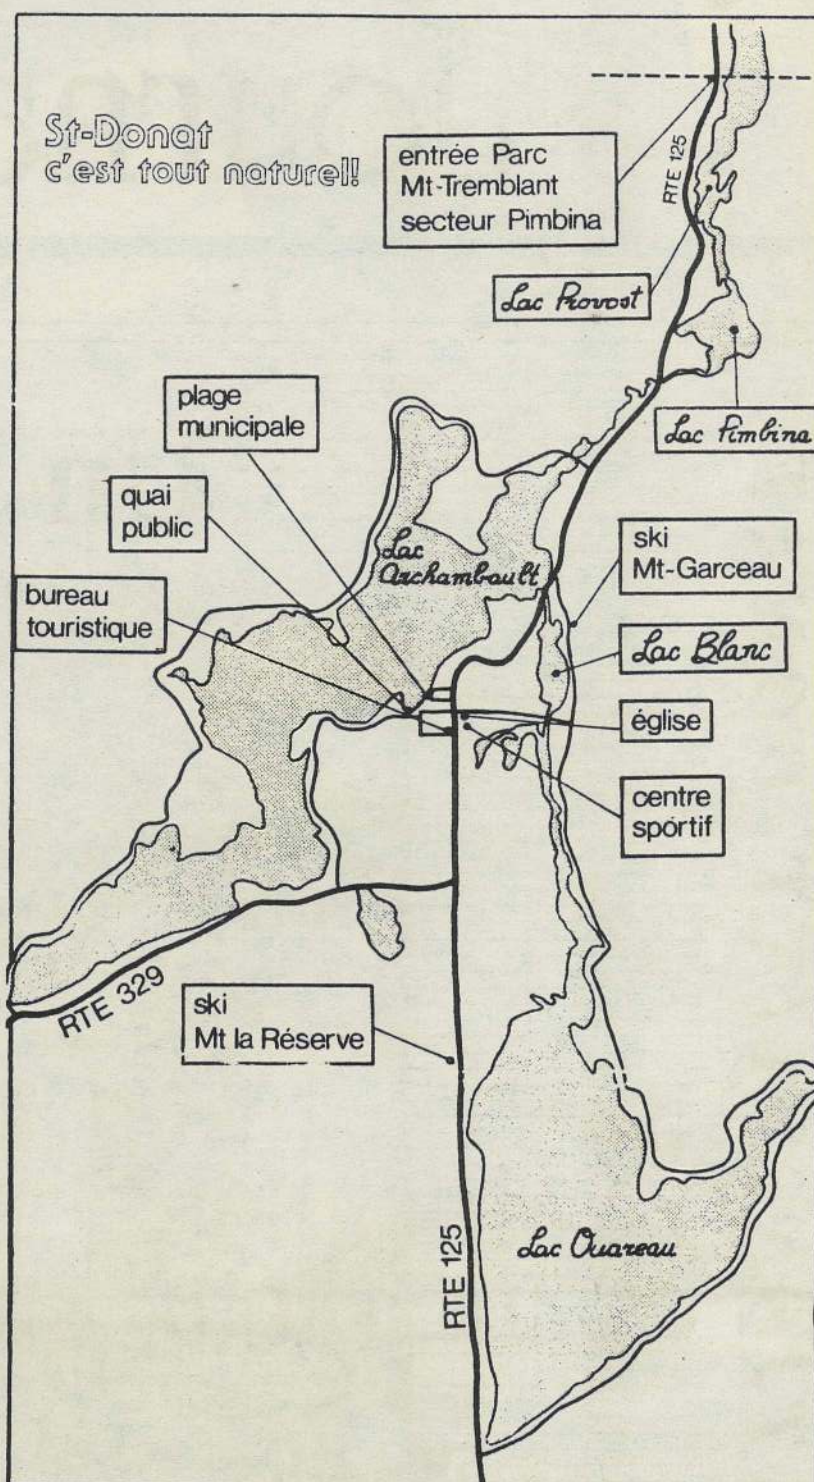 St-Donat
c'est tout naturel!
entrée Parc
Mt-Tremblant
secteur Pimbina
RTE 125
Lac Provost
Lac Pimbina
plage
municipale
quai
public
bureau
touristique
Lac
Archambault
ski
Mt-Garceau
Lac Blanc
église
centre
sportif
RTE 329
ski
Mt la Réserve
RTE 125
Lac Ouareau